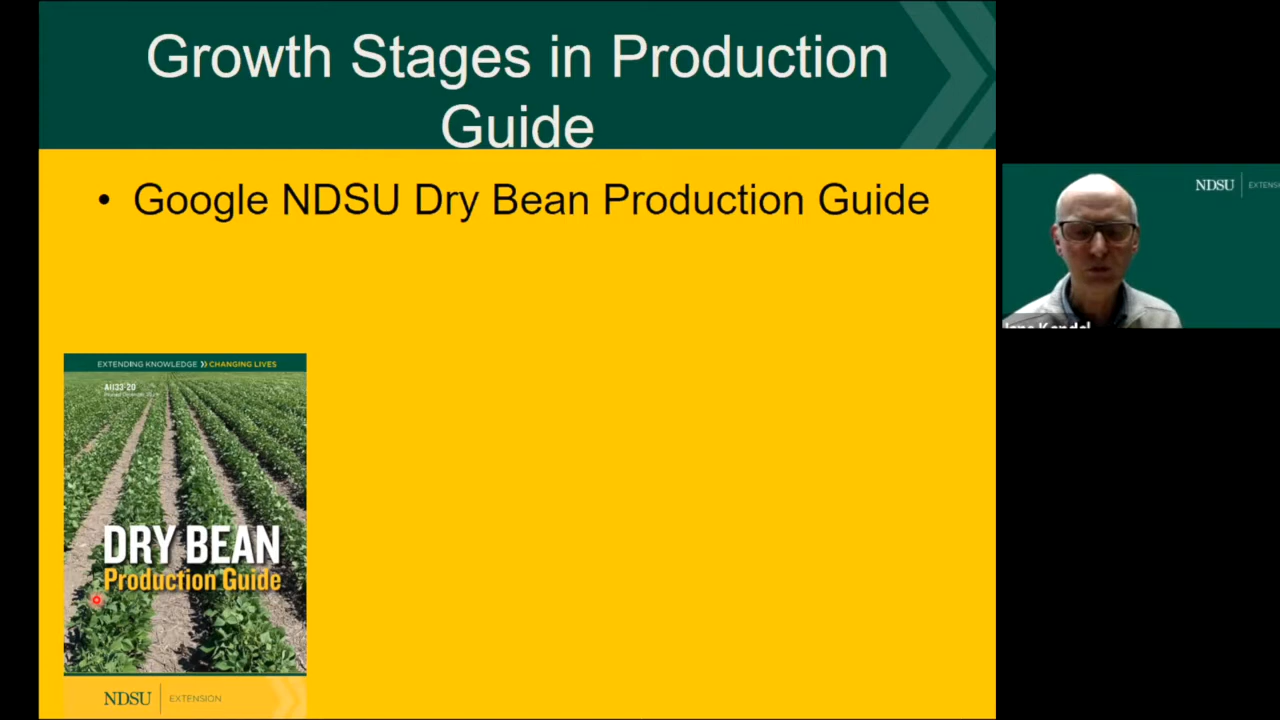 Growth Stages in Production
Guide
• Google NDSU Dry Bean Production Guide
EXTENDING KNOWLEDGE CHANGING LIVES
A1133-20
DRY BEAN
Production Guide
NDSU EXTENSION
NDSU